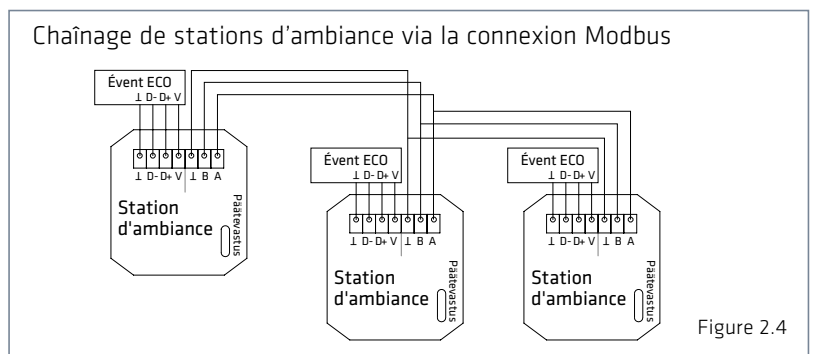 Chaînage de stations d'ambiance via la connexion Modbus
Évent ECO
⊥ D- D+ V
⊥ D- D+ V ⊥ B A
Station
d'ambiance
Päätevastus
Évent ECO
⊥ D- D+ V
⊥ D- D+ V ⊥ B A
Station
d'ambiance
Päätevastus
Évent ECO
⊥ D- D+ V
⊥ D- D+ V ⊥ B A
Station
d'ambiance
Päätevastus
Figure 2.4